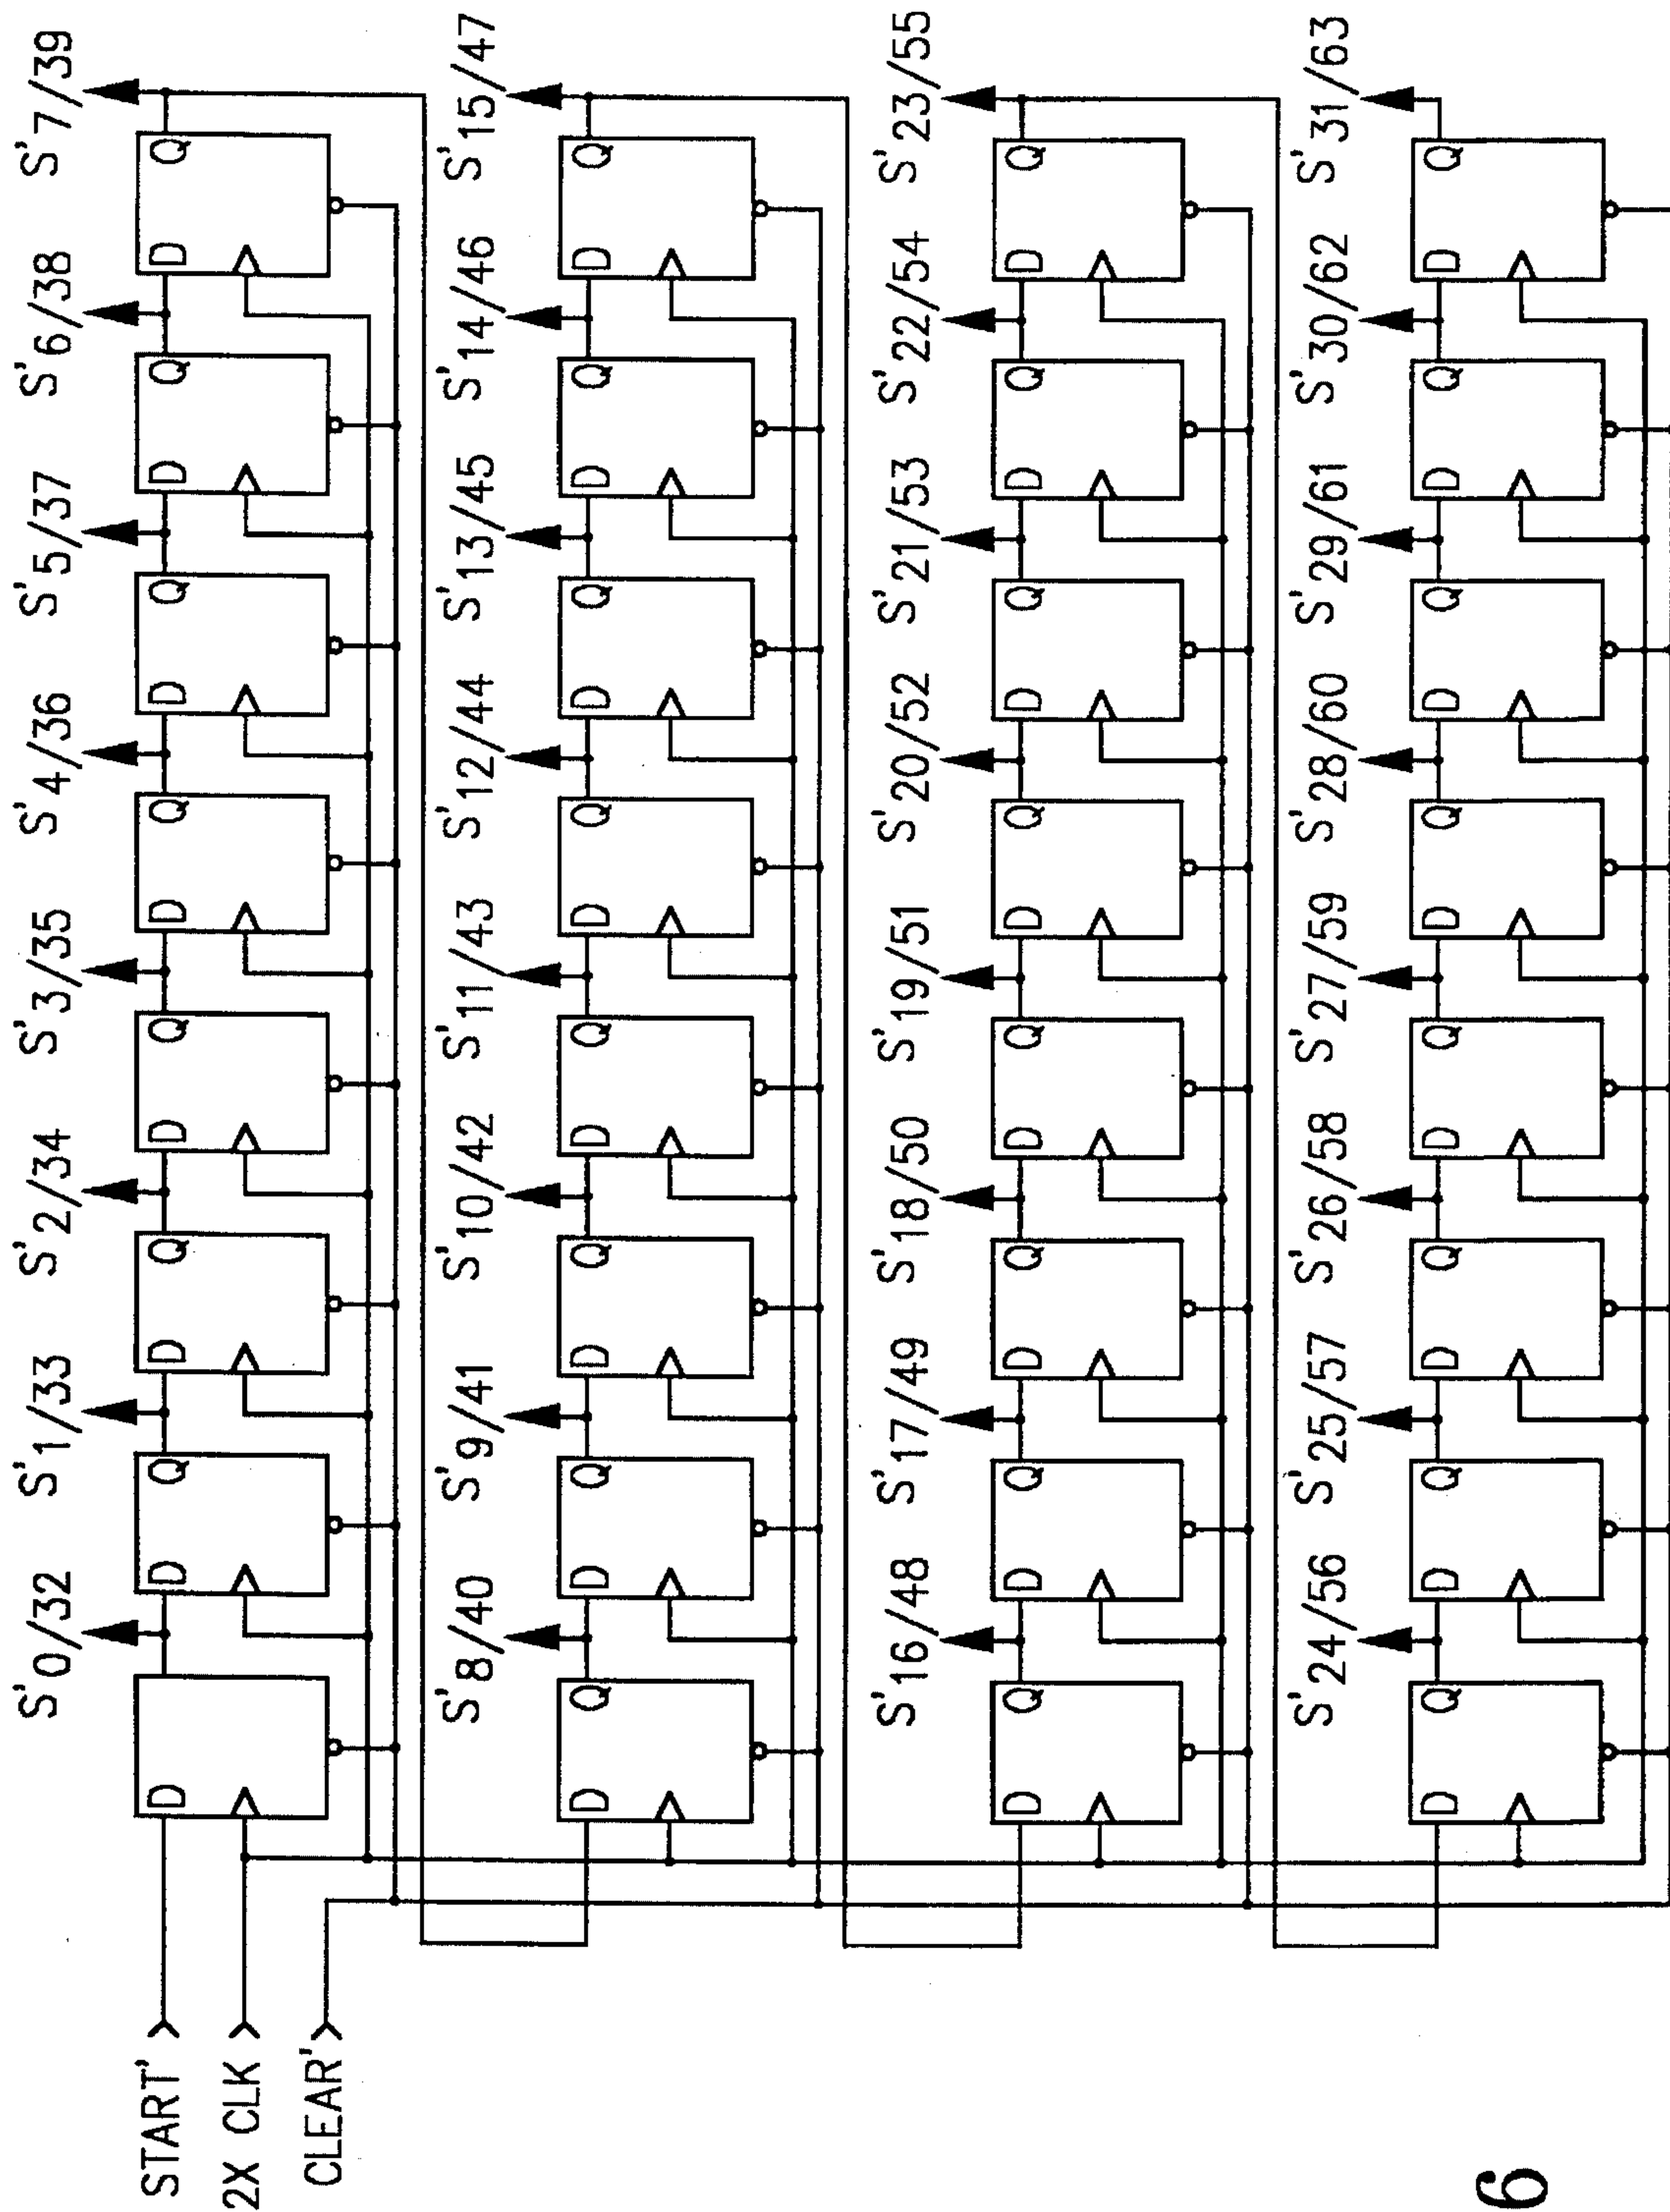 S'0/32 S'1/33 S'2/34 S'3/35 S'4/36 S'5/37 S'6/38 S'7/39
START' D D Q D Q D Q D Q D Q D Q D Q
2X CLK
CLEAR'
S'8/40 S'9/41 S'10/42 S'11/43 S'12/44 S'13/45 S'14/46 S'15/47
D Q D Q D Q D Q D Q D Q D Q D Q
S'16/48 S'17/49 S'18/50 S'19/51 S'20/52 S'21/53 S'22/54 S'23/55
D Q D Q D Q D Q D Q D Q D Q D Q
S'24/56 S'25/57 S'26/58 S'27/59 S'28/60 S'29/61 S'30/62 S'31/63
D Q D Q D Q D Q D Q D Q D Q D Q
6